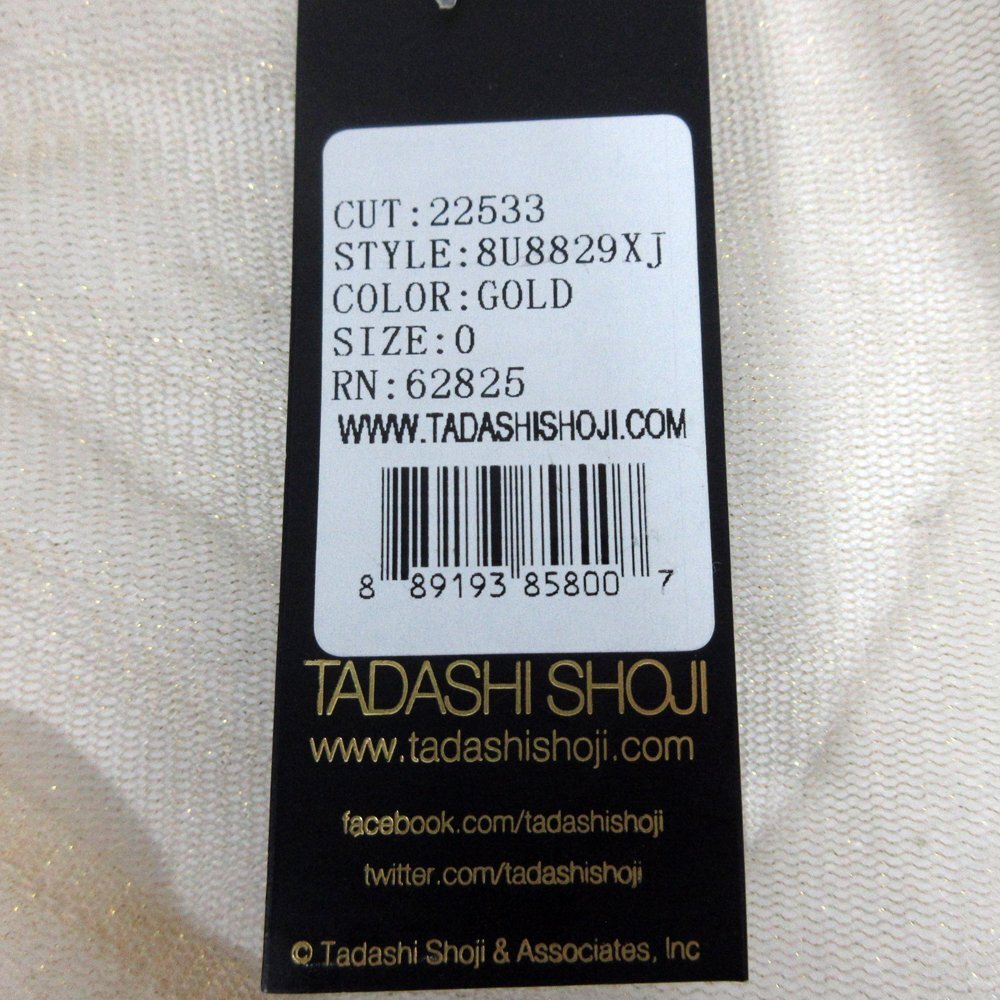 CUT:22533
STYLE:8U8829XJ
COLOR:GOLD
SIZE:0
RN:62825
WWW.TADASHISHOJI.COM
8 89193 85800 7
TADASHI SHOJI
www.tadashishoji.com
facebook.com/tadashishoji
twitter.com/tadashishoji
© Tadashi Shoji & Associates, Inc